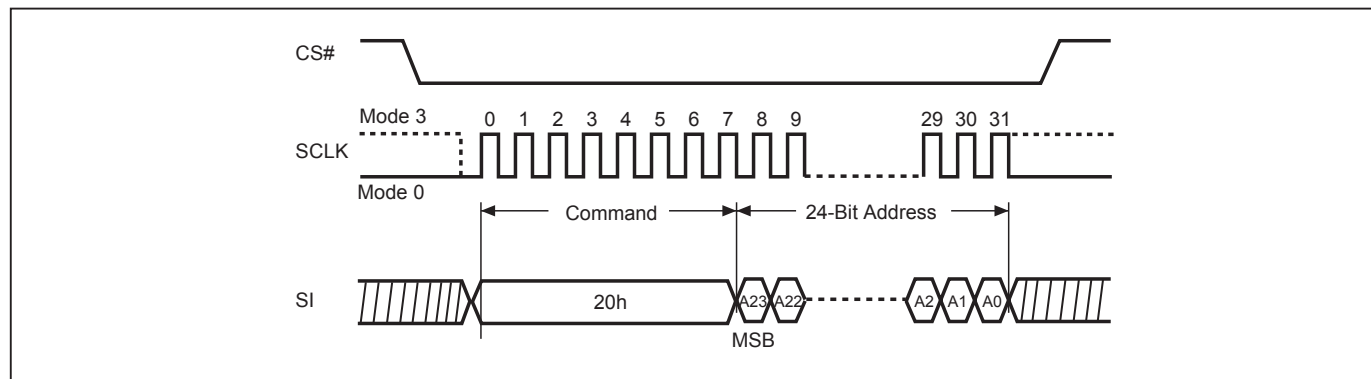 CS#
Mode 3
0 1 2 3 4 5 6 7 8 9 29 30 31
SCLK
Mode 0
Command 24-Bit Address
SI 20h A23 A22 A2 A1 A0
MSB